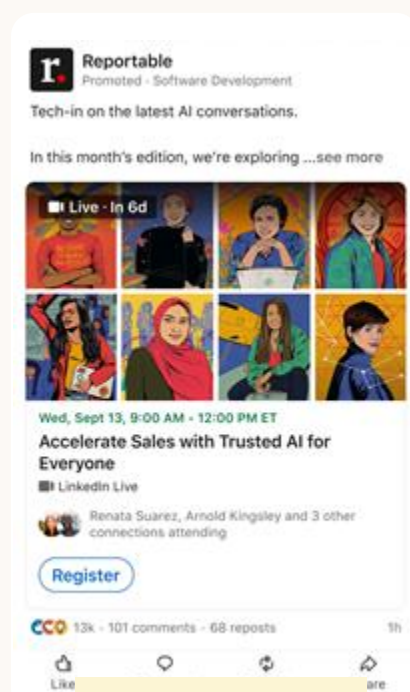 r.
Reportable
Promoted · Software Development
Tech-in on the latest AI conversations.
In this month's edition, we're exploring ...see more
Live · In 6d
Wed, Sept 13, 9:00 AM - 12:00 PM ET
Accelerate Sales with Trusted AI for
Everyone
LinkedIn Live
Renata Suarez, Arnold Kingsley and 3 other
connections attending
Register
13k · 101 comments · 68 reposts
1h
Like
are